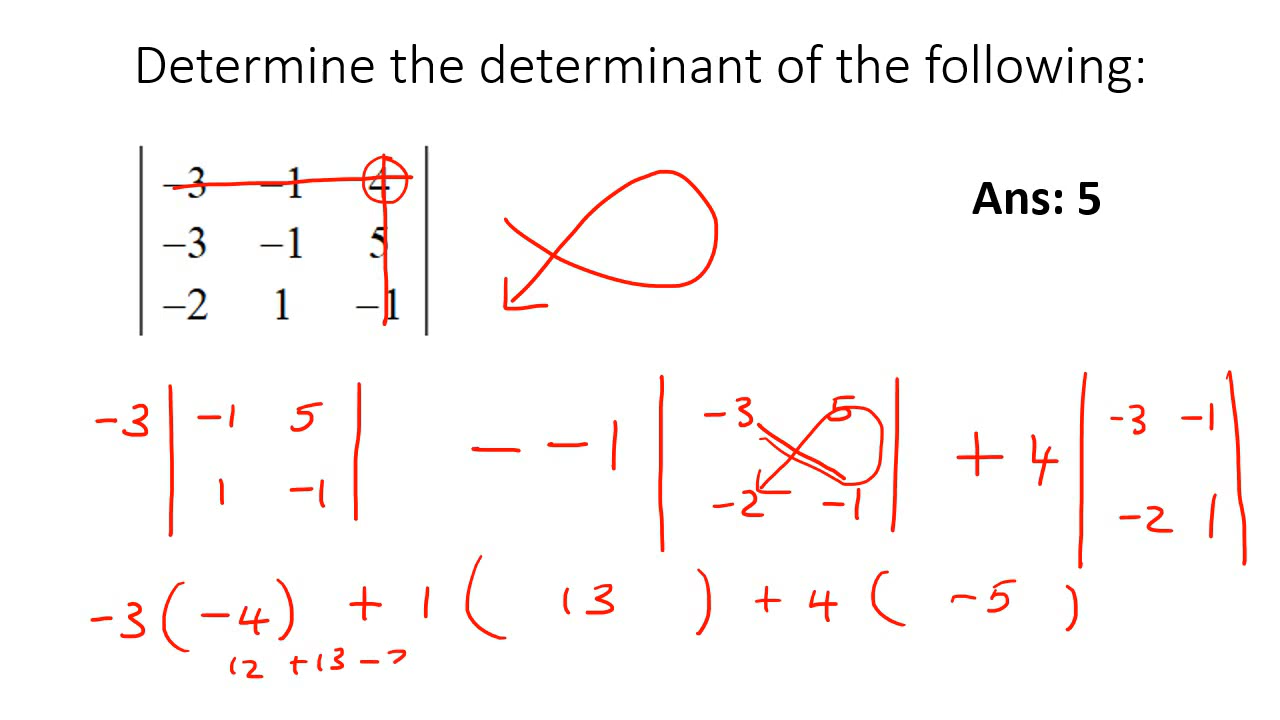 Determine the determinant of the following:
−3 −1 4
−3 −1 5
−2 1 −1
Ans: 5
-3 | -1 5 | - -1 | -3 5 | + 4 | -3 -1 |
| 1 -1 | | -2 -1 | | -2 1 |
-3 ( -4 ) + 1 ( 13 ) + 4 ( -5 )
12 +13 -